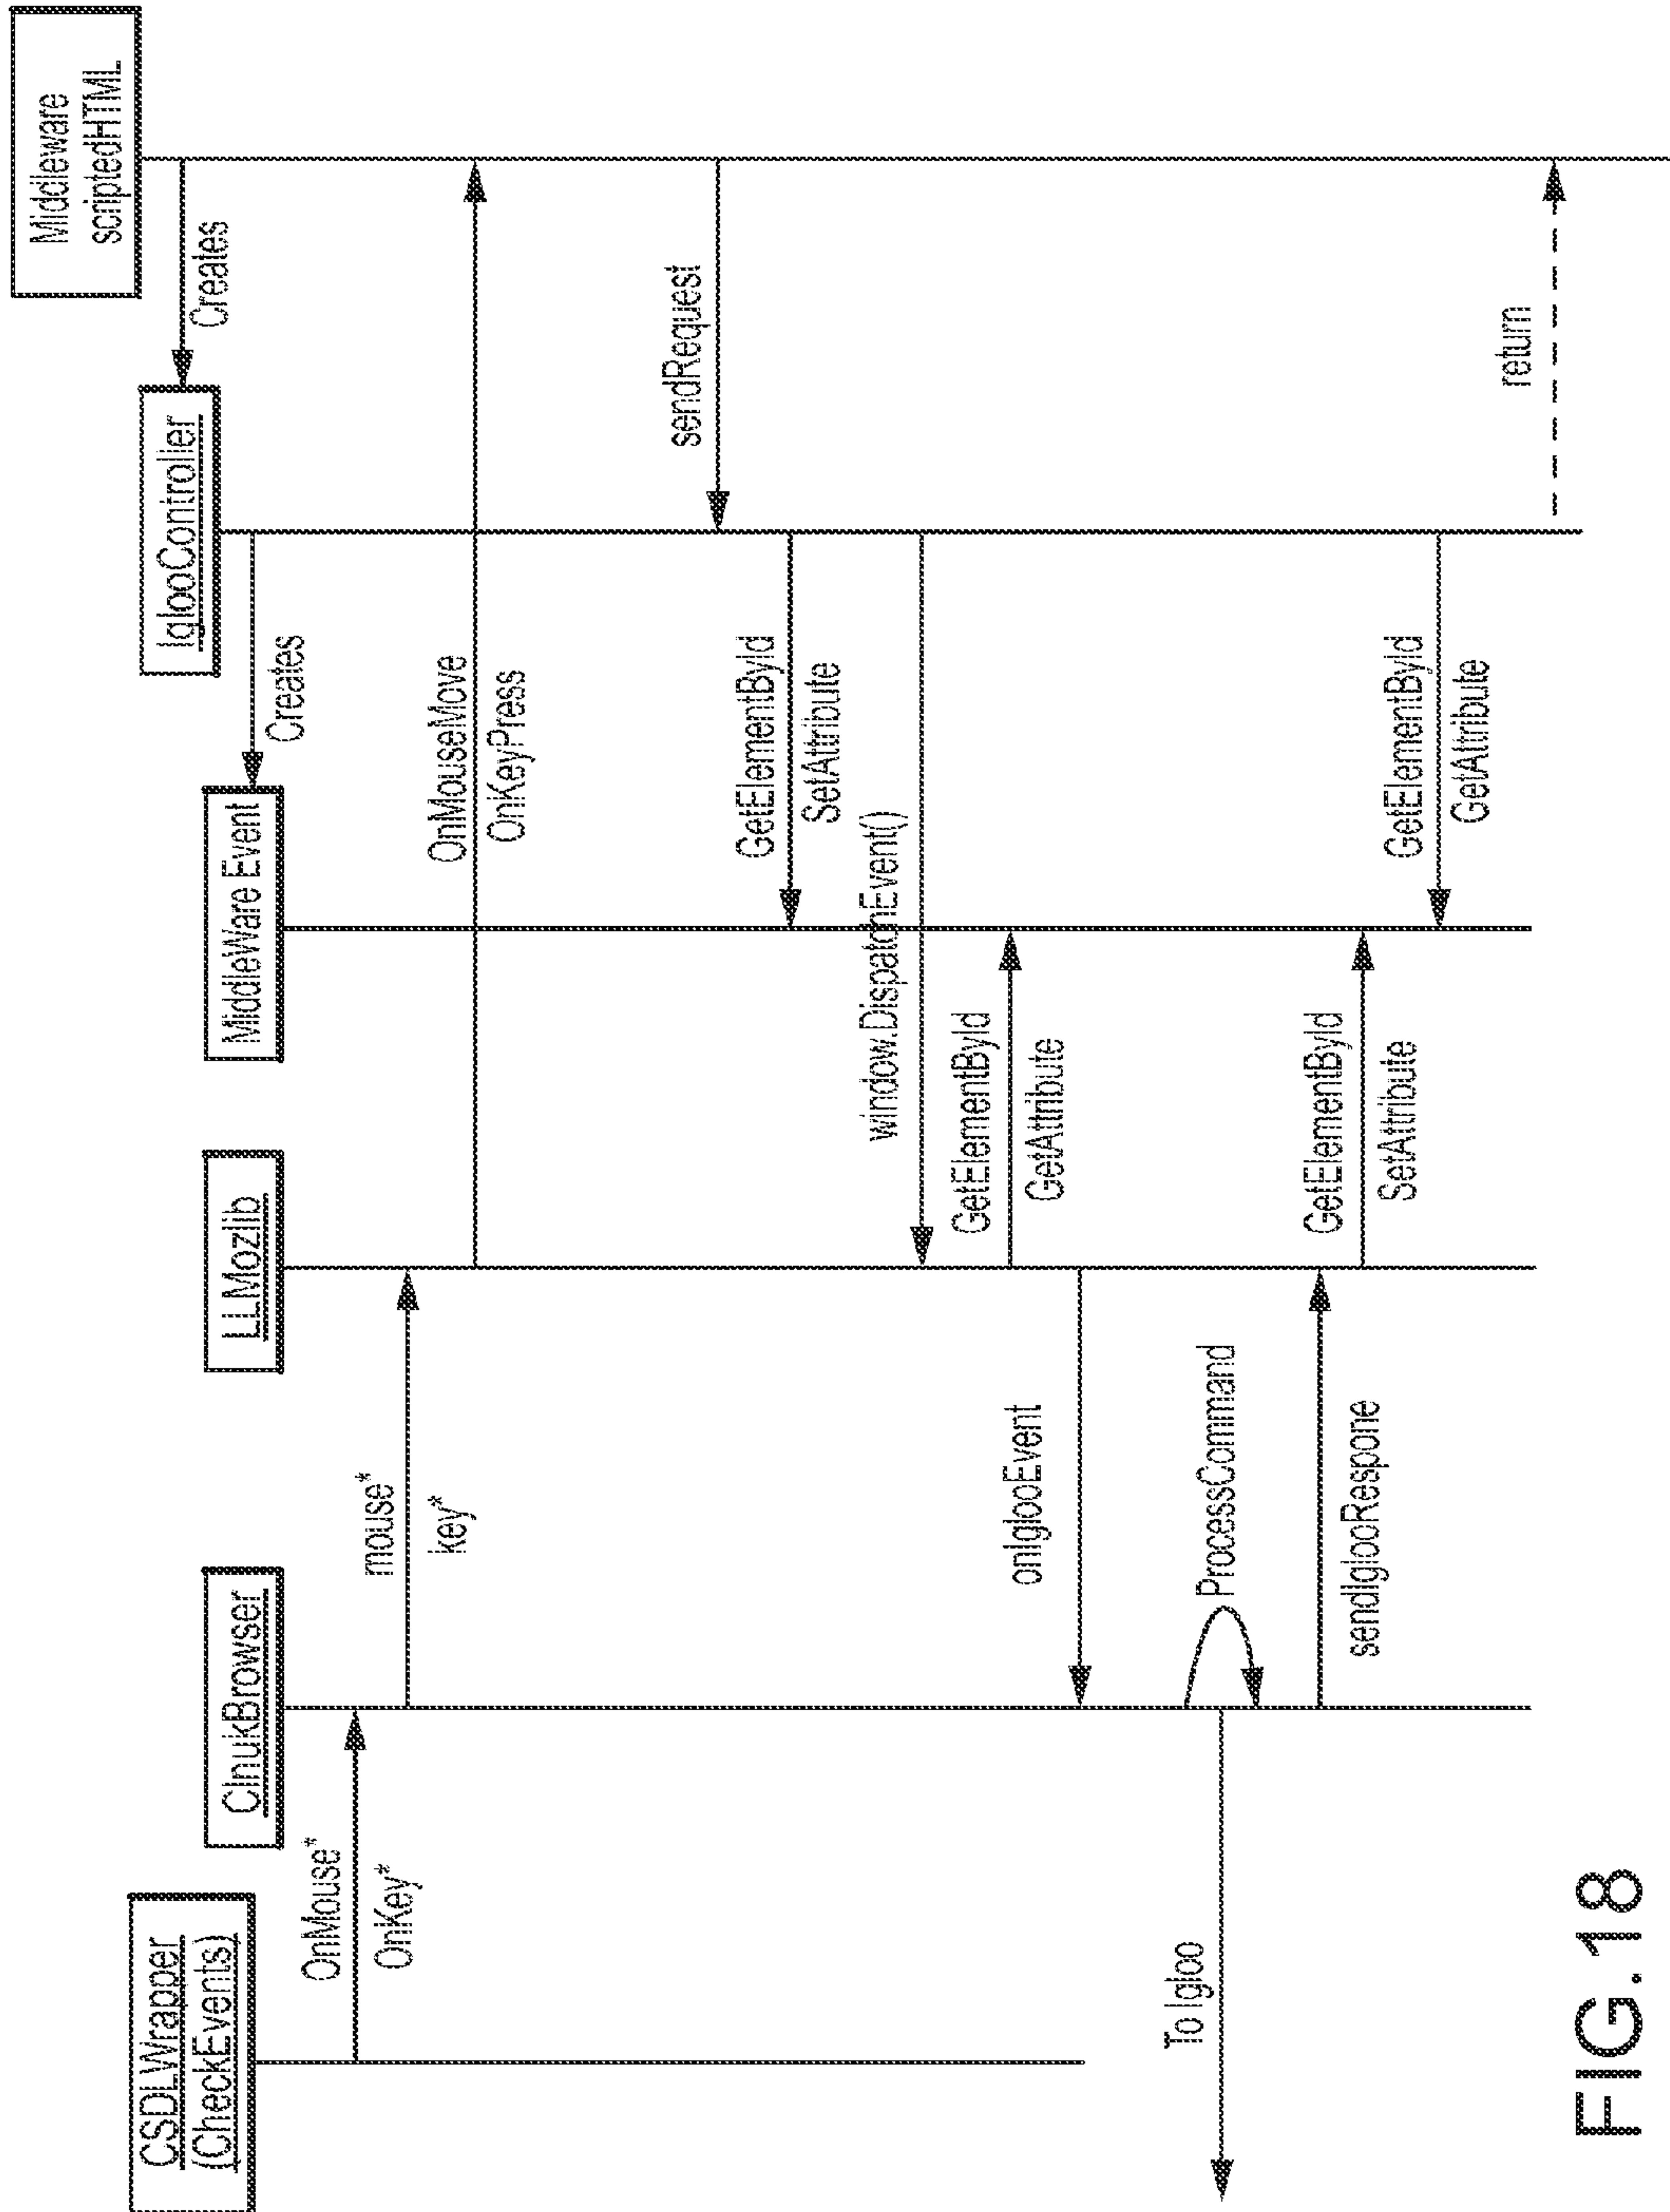 CSDLWrapper
(CheckEvents)
CInukBrowser
LLMozlib
MiddleWare Event
IglooController
Middleware
scriptedHTML
Creates
Creates
OnMouse*
OnKey*
mouse*
key*
OnMouseMove
OnKeyPress
sendRequest
GetElementById
SetAttribute
window.DispatchEvent()
GetElementById
GetAttribute
onIglooEvent
ProcessCommand
To Igloo
sendIglooRespone
GetElementById
SetAttribute
GetElementById
GetAttribute
return
FIG.18